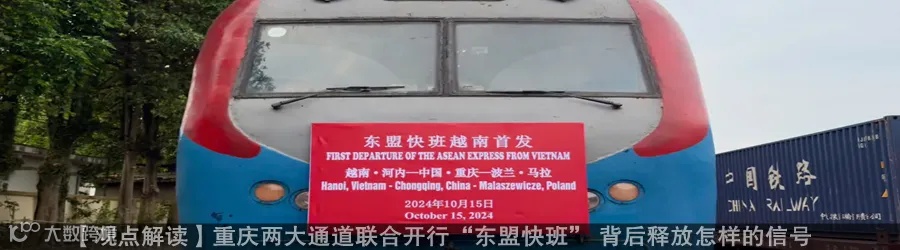 东盟快班越南首发
FIRST DEPARTURE OF THE ASEAN EXPRESS FROM VIETNAM
越南·河内—中国·重庆—波兰·马拉
Hanoi, Vietnam - Chongqing, China - Malaszewicze, Poland
2024年10月15日
October 15, 2024
中国铁路
CHINA RAILWAY
大数跨境
【观点解读】重庆两大通道联合开行“东盟快班” 背后释放怎样的信号